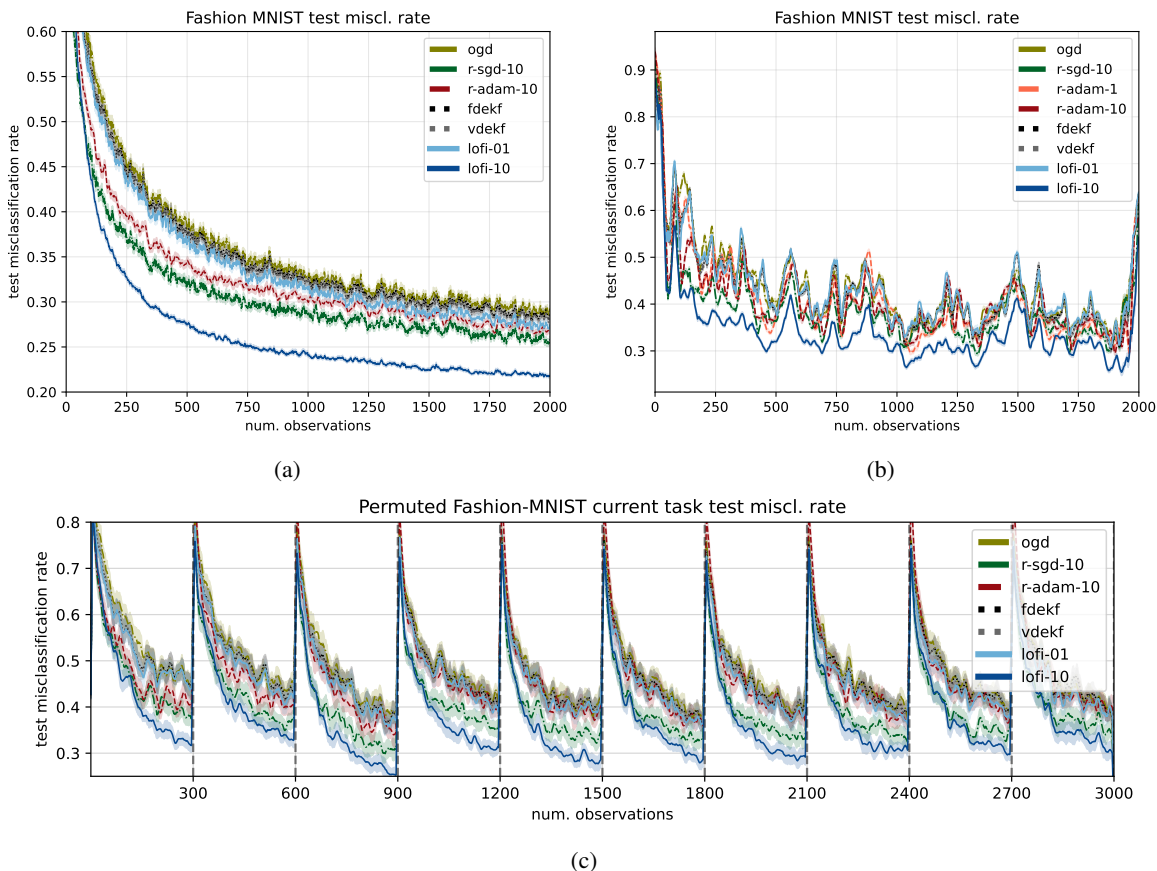 Fashion MNIST test miscl. rate
test misclassification rate
0.60
0.55
0.50
0.45
0.40
0.35
0.30
0.25
0.20
ogd
r-sgd-10
r-adam-10
fdekf
vdekf
lofi-01
lofi-10
0 250 500 750 1000 1250 1500 1750 2000
num. observations
(a)
Fashion MNIST test miscl. rate
test misclassification rate
0.9
0.8
0.7
0.6
0.5
0.4
0.3
ogd
r-sgd-10
r-adam-1
r-adam-10
fdekf
vdekf
lofi-01
lofi-10
0 250 500 750 1000 1250 1500 1750 2000
num. observations
(b)
Permuted Fashion-MNIST current task test miscl. rate
test misclassification rate
0.8
0.7
0.6
0.5
0.4
0.3
ogd
r-sgd-10
r-adam-10
fdekf
vdekf
lofi-01
lofi-10
300 600 900 1200 1500 1800 2100 2400 2700 3000
num. observations
(c)